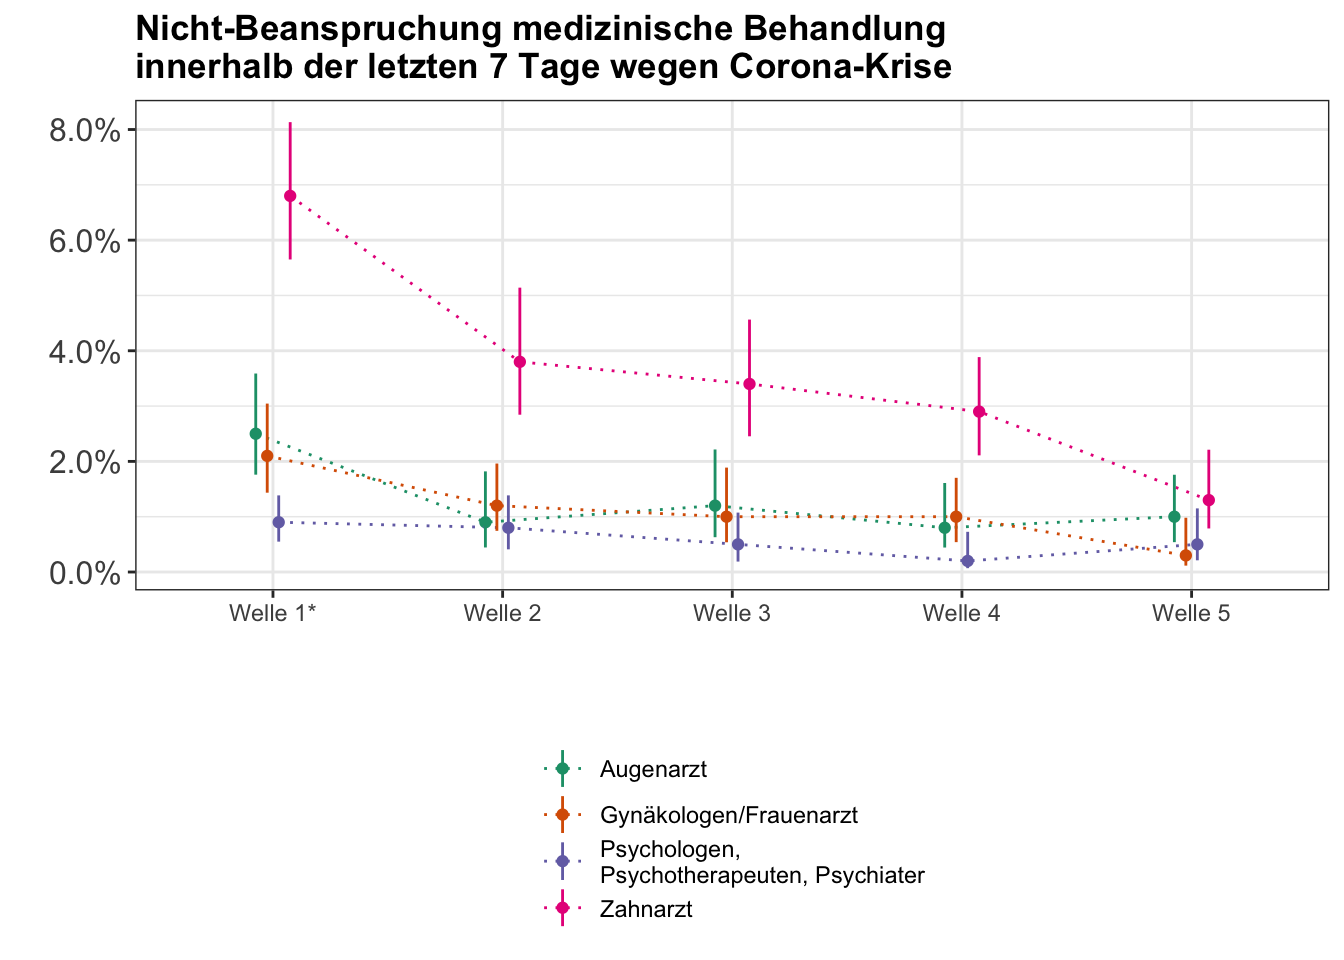 Nicht-Beanspruchung medizinische Behandlung
innerhalb der letzten 7 Tage wegen Corona-Krise
8.0%
6.0%
4.0%
2.0%
0.0%
Welle 1*
Welle 2
Welle 3
Welle 4
Welle 5
Augenarzt
Gynäkologen/Frauenarzt
Psychologen,
Psychotherapeuten, Psychiater
Zahnarzt